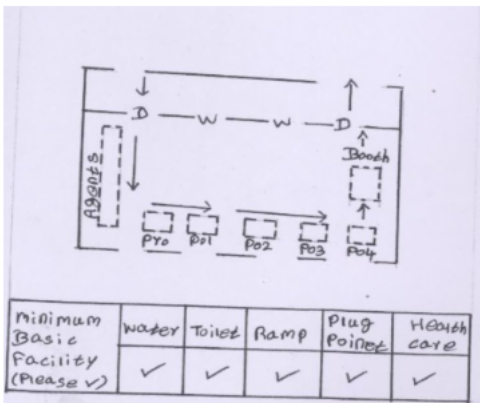 D W W D
Agents
Booth
Pro Po1 Po2 Po3 Po4
minimum Basic Facility (Please ✓) water Toilet Ramp Plug Poinet Health care
✓ ✓ ✓ ✓ ✓